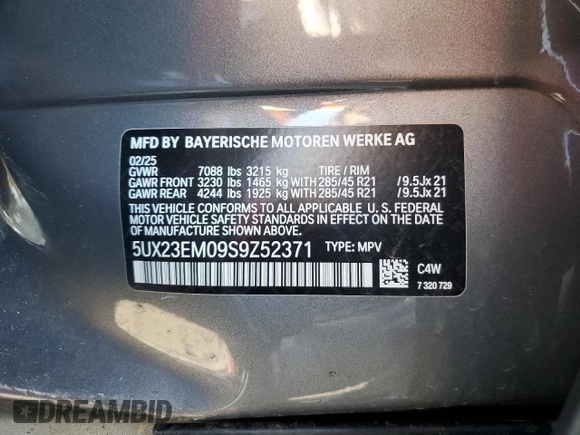 MFD BY BAYERISCHE MOTOREN WERKE AG
02/25
GVWR 7088 lbs 3215 kg TIRE / RIM
GAWR FRONT 3230 lbs 1465 kg WITH 285/45 R21 /9.5Jx21
GAWR REAR 4244 lbs 1925 kg WITH 285/45 R21 /9.5Jx21
THIS VEHICLE CONFORMS TO ALL APPLICABLE U.S. FEDERAL
MOTOR VEHICLE SAFETY STANDARDS IN EFFECT ON THE DATE OF
MANUFACTURE SHOWN ABOVE.
5UX23EM09S9Z52371 TYPE: MPV
C4W
7 320 729
DREAMBID